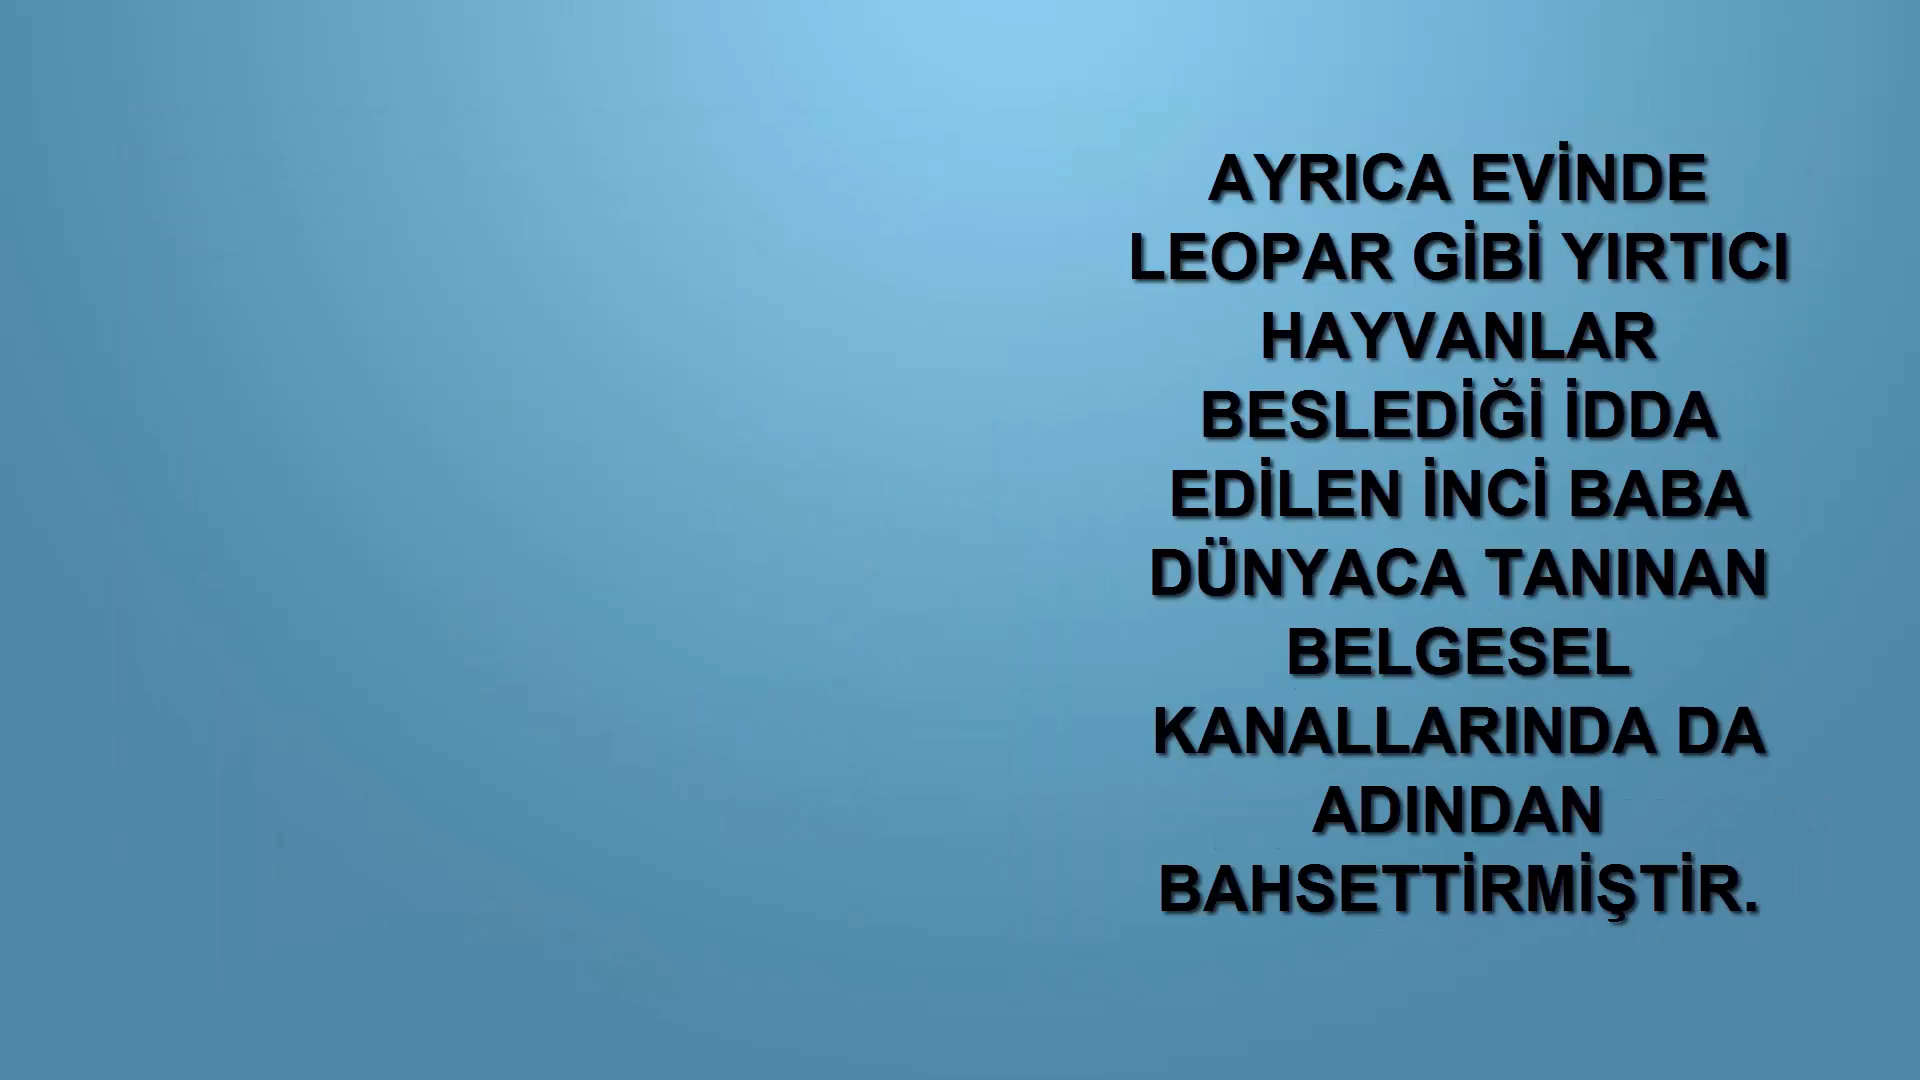 AYRICA EVİNDE
LEOPAR GİBİ YIRTICI
HAYVANLAR
BESLEDİĞİ İDDA
EDİLEN İNCİ BABA
DÜNYACA TANINAN
BELGESEL
KANALLARINDA DA
ADINDAN
BAHSETTİRMİŞTİR.